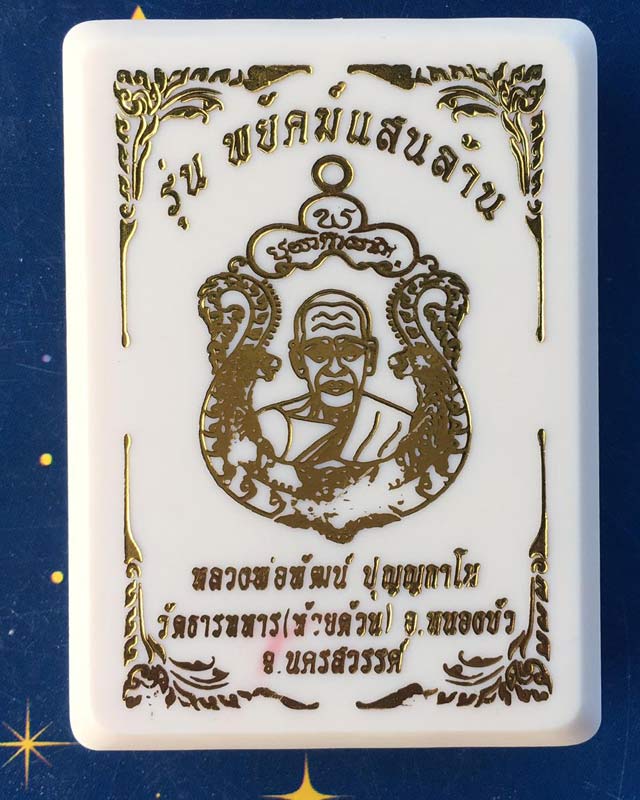 รุ่น พยัคฆ์แสนล้าน
หลวงพ่อพัฒน์ ปุญญกาโม
วัดธารทหาร(ห้วยด้วน) อ.หนองบัว
จ.นครสวรรค์